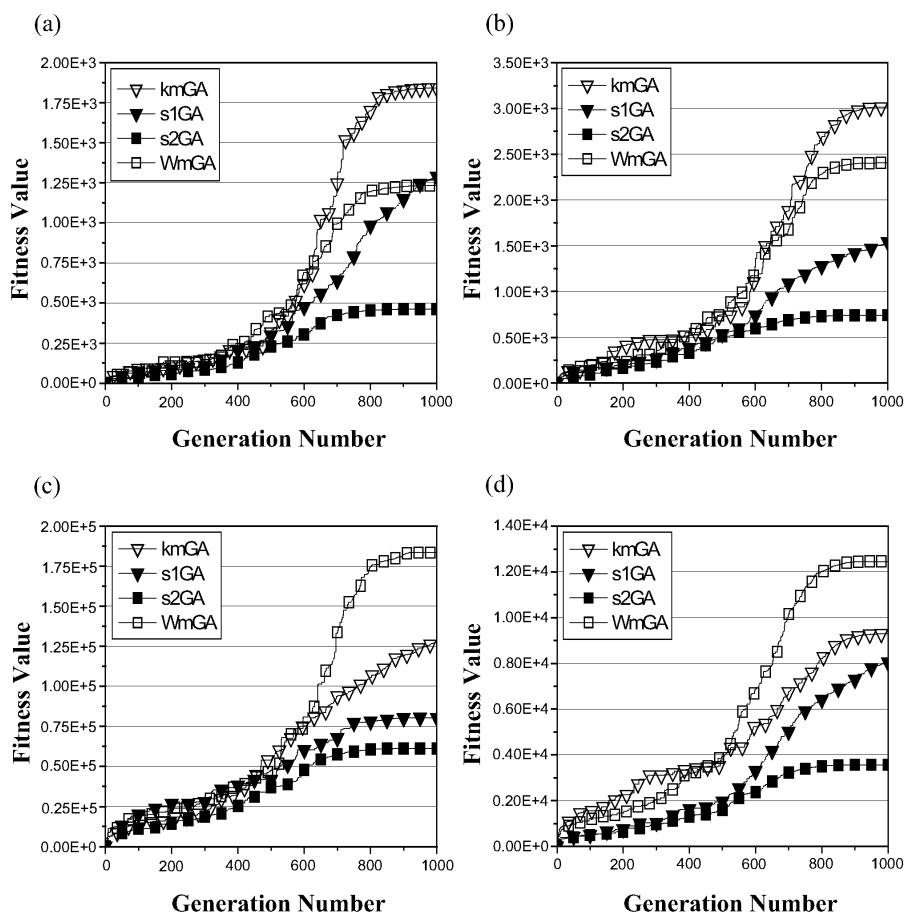 (a)
2.00E+3
1.75E+3
1.50E+3
1.25E+3
1.00E+3
0.75E+3
0.50E+3
0.25E+3
0.00E+0
Fitness Value
kmGA
s1GA
s2GA
WmGA
0 200 400 600 800 1000
Generation Number
(b)
3.50E+3
3.00E+3
2.50E+3
2.00E+3
1.50E+3
1.00E+3
0.50E+3
0.00E+0
Fitness Value
kmGA
s1GA
s2GA
WmGA
0 200 400 600 800 1000
Generation Number
(c)
2.00E+5
1.75E+5
1.50E+5
1.25E+5
1.00E+5
0.75E+5
0.50E+5
0.25E+5
0.00E+0
Fitness Value
kmGA
s1GA
s2GA
WmGA
0 200 400 600 800 1000
Generation Number
(d)
1.40E+4
1.20E+4
1.00E+4
0.80E+4
0.60E+4
0.40E+4
0.20E+4
0.00E+0
Fitness Value
kmGA
s1GA
s2GA
WmGA
0 200 400 600 800 1000
Generation Number